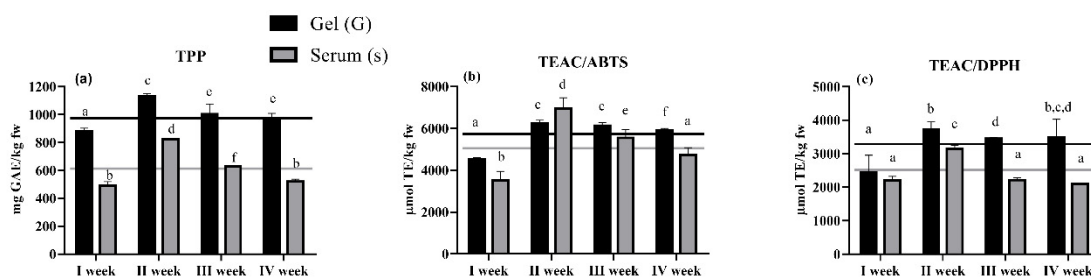 Gel (G)
Serum (s)
TPP
(a)
mg GAE/kg fw
1200
1000
800
600
400
200
0
a
b
c
d
e
f
e
b
I week
II week
III week
IV week
TEAC/ABTS
(b)
μmol TE/kg fw
8000
6000
4000
2000
0
a
b
c
d
c
e
f
a
I week
II week
III week
IV week
TEAC/DPPH
(c)
μmol TE/kg fw
5000
4000
3000
2000
1000
0
a
a
b
c
d
a
b,c,d
a
I week
II week
III week
IV week